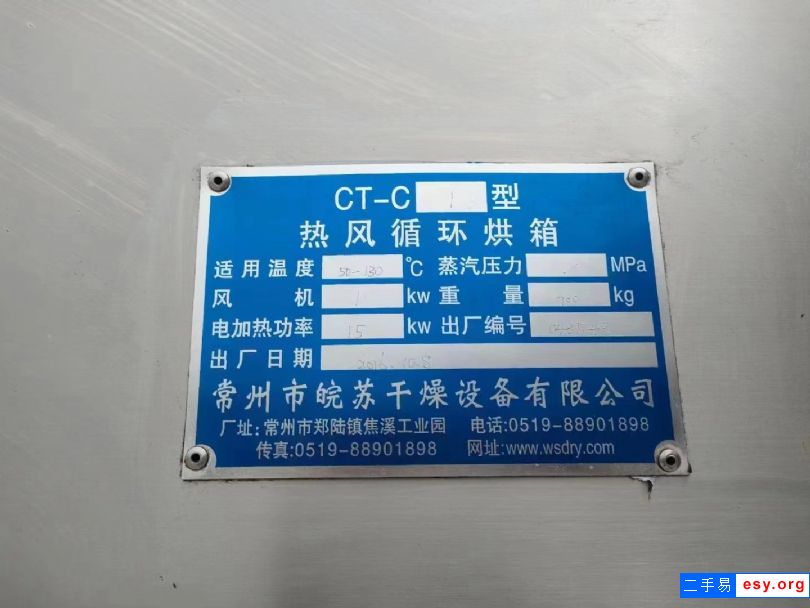 CT-C 1 型
热风循环烘箱
适用温度 50-130 ℃ 蒸汽压力 MPa
风 机 1 kw 重 量 kg
电加热功率 15 kw 出厂编号
出厂日期 2016.10.8
常州市皖苏干燥设备有限公司
厂址:常州市郑陆镇焦溪工业园 电话:0519-88901898
传真:0519-88901898 网址:www.wsdry.com
二手易 esy.org